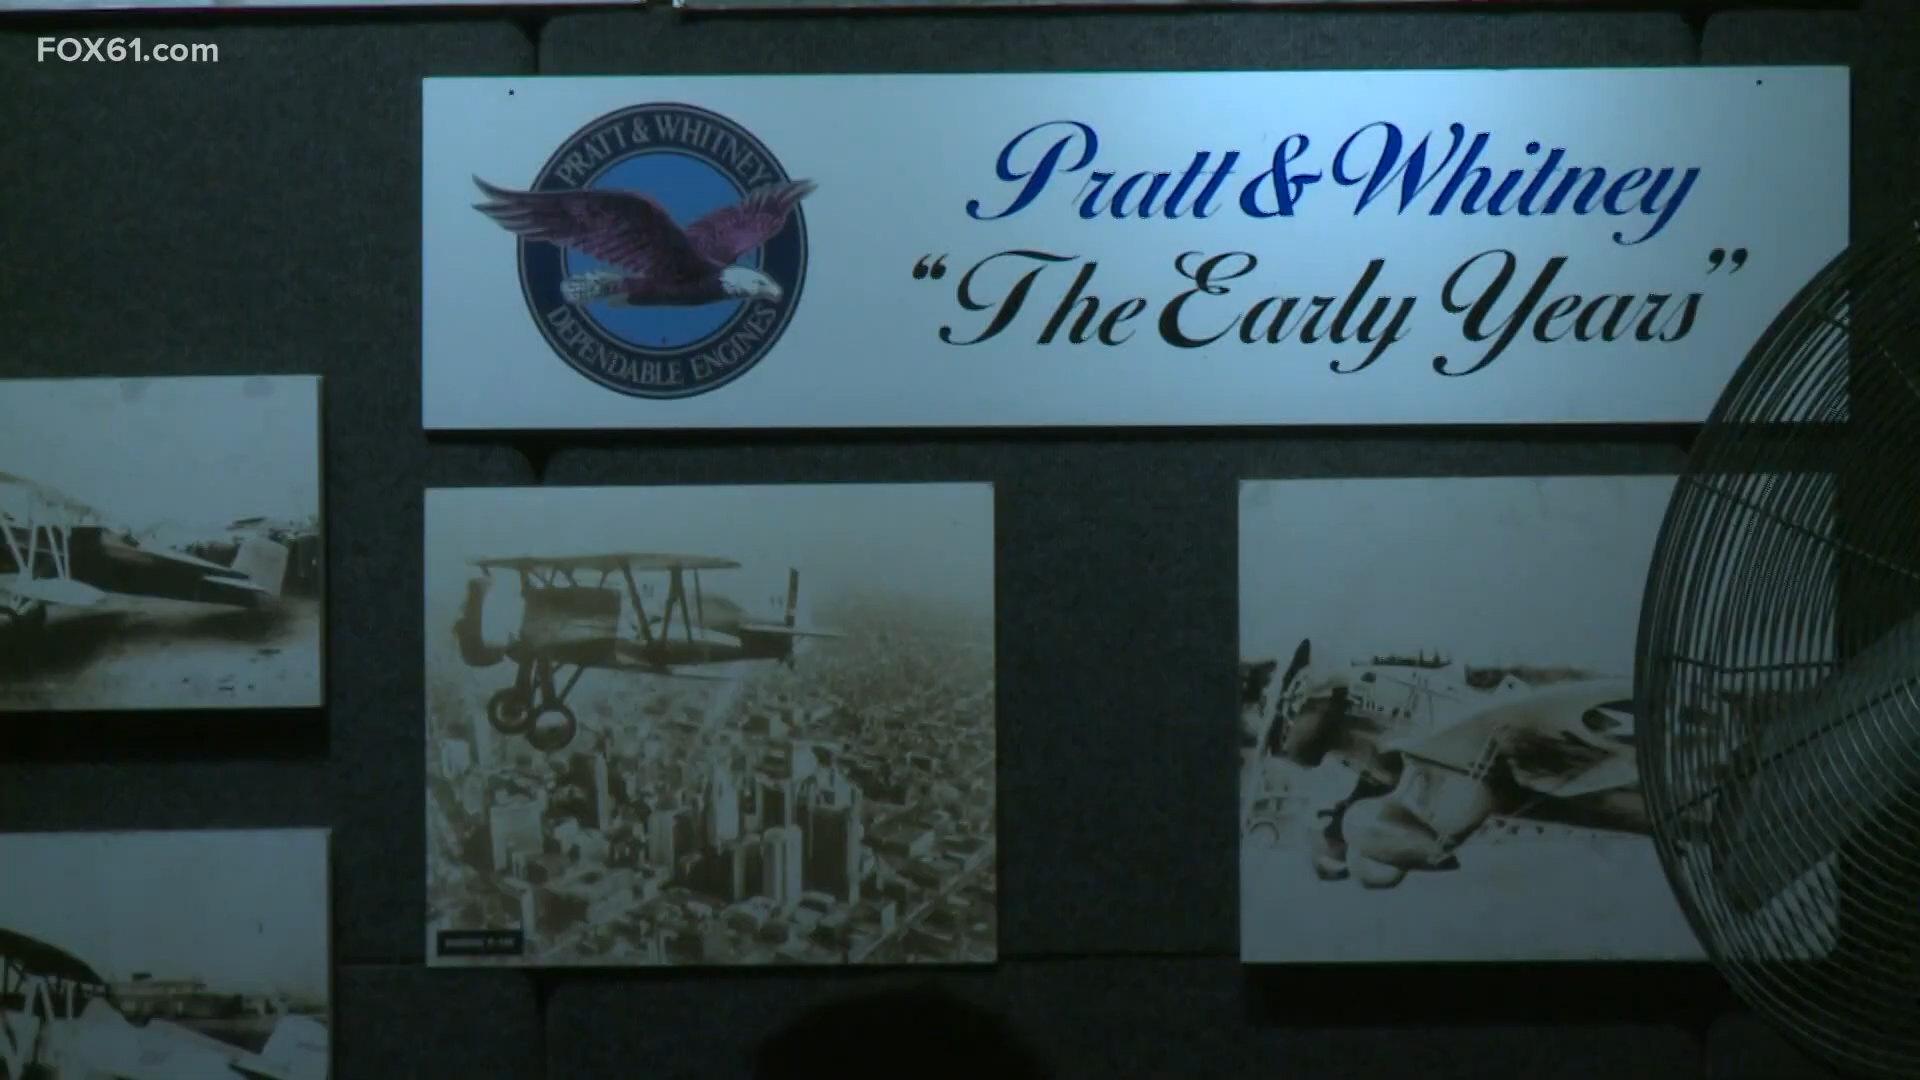 FOX61.com
PRATT & WHITNEY
DEPENDABLE ENGINES
Pratt & Whitney
“The Early Years”